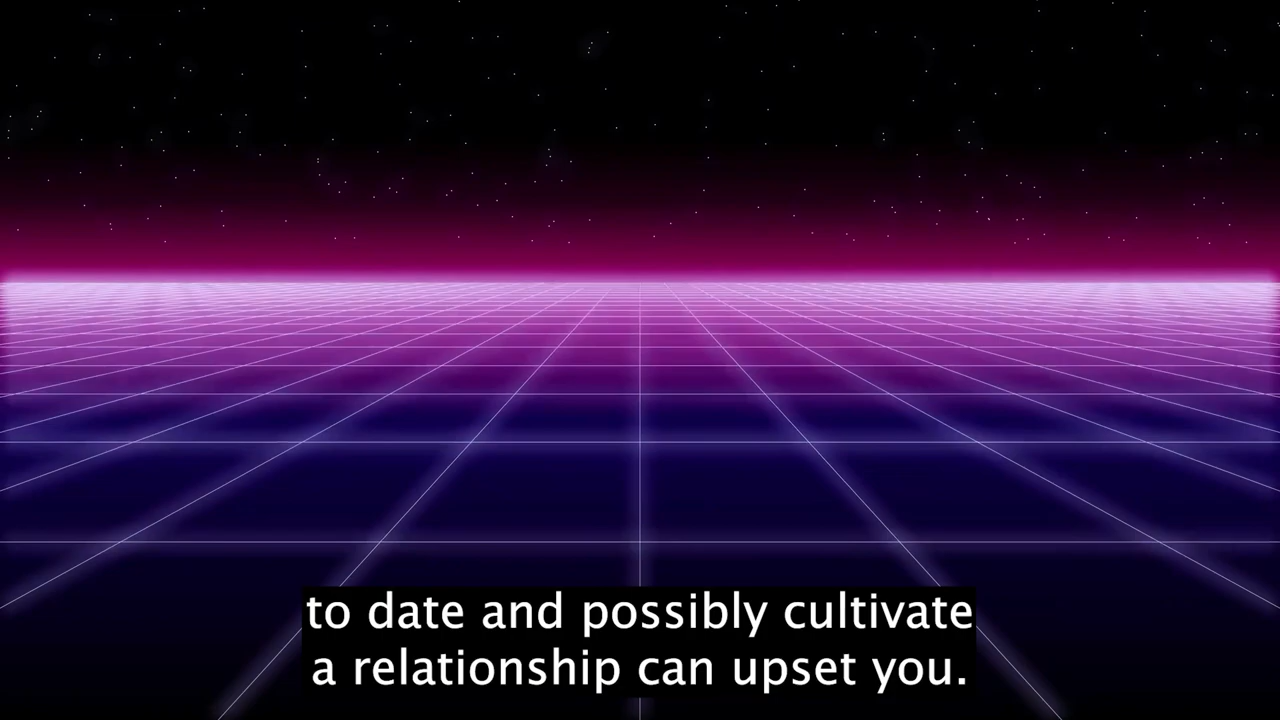 to date and possibly cultivate
a relationship can upset you.